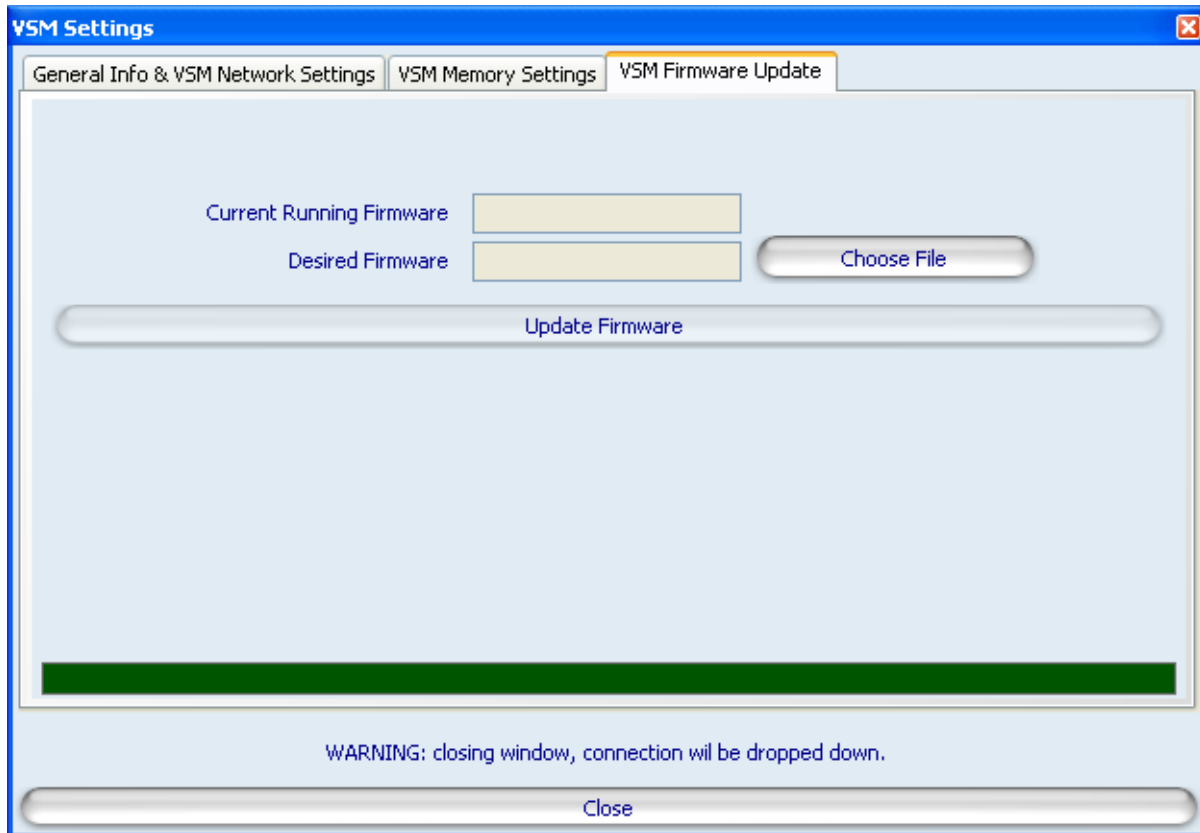 VSM Settings
General Info & VSM Network Settings
VSM Memory Settings
VSM Firmware Update
Current Running Firmware
Desired Firmware
Choose File
Update Firmware
WARNING: closing window, connection wil be dropped down.
Close